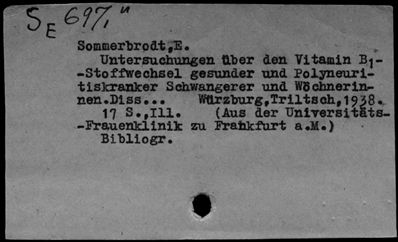 SE 697, u
Sommerbrodt,E.
Untersuchungen über den Vitamin B1-
-Stoffwechsel gesunder und Polyneuri-
tiskranker Schwangerer und Wöchnerin-
nen.Diss... Würzburg,Triltsch,1938.
17 S.,Ill. (Aus der Universitäts-
-Frauenklinik zu Frankfurt a.M.)
Bibliogr.